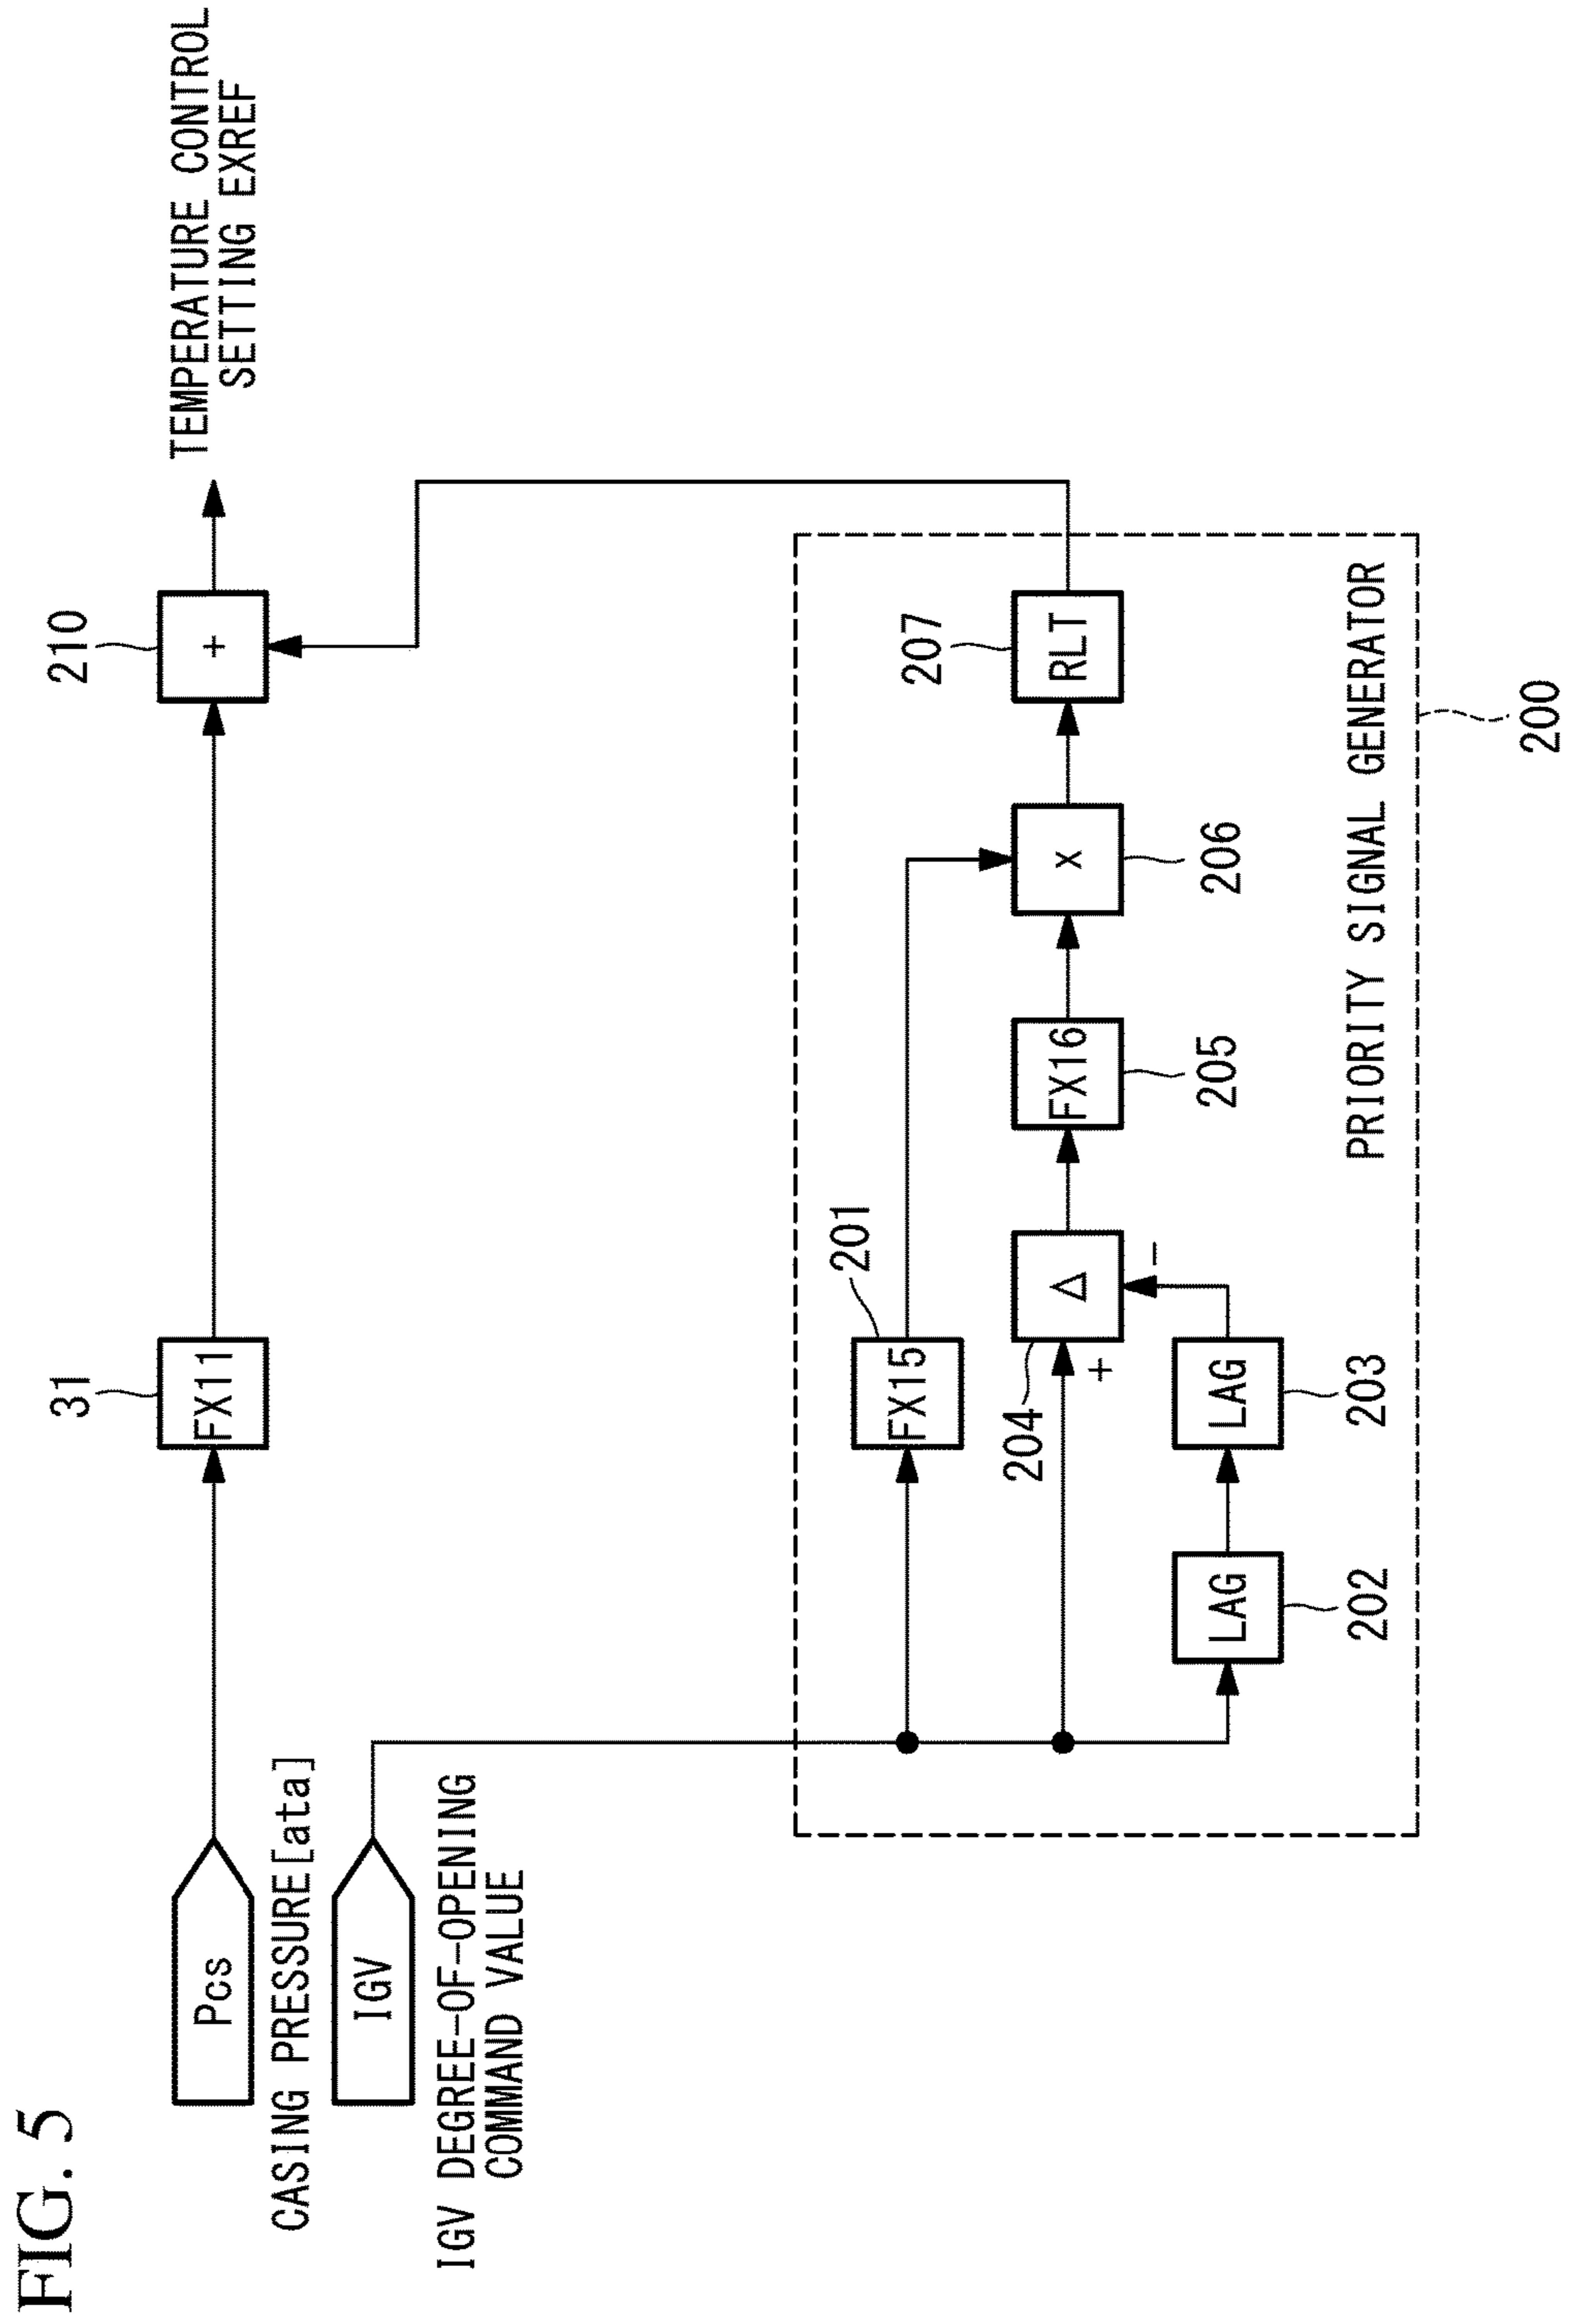 FIG. 5
Pcs
CASING PRESSURE[ata]
IGV
IGV DEGREE-OF-OPENING
COMMAND VALUE
31
FX11
210
+
TEMPERATURE CONTROL
SETTING EXREF
201
FX15
204
+
Δ
−
LAG
202
LAG
203
FX16
205
x
206
207
RLT
PRIORITY SIGNAL GENERATOR
200